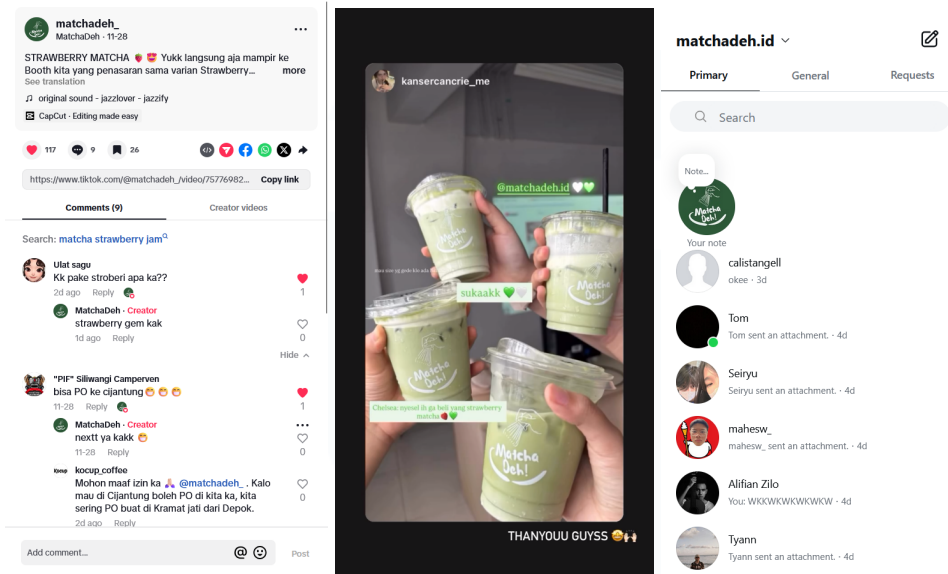 matchadeh_
MatchaDeh · 11-28
STRAWBERRY MATCHA 🍓 😍 Yukk langsung aja mampir ke
Booth kita yang penasaran sama varian Strawberry... more
See translation
original sound - jazzlover - jazzify
CapCut · Editing made easy
117
9
26
https://www.tiktok.com/@matchadeh_/video/75776982... Copy link
Comments (9)
Creator videos
Search: matcha strawberry jam
Ulat sagu
Kk pake stroberi apa ka??
2d ago Reply
1
MatchaDeh · Creator
strawberry gem kak
1d ago Reply
0
Hide
"PIF" Siliwangi Camperven
bisa PO ke cijantung😁😁😁
11-28 Reply
1
MatchaDeh · Creator
nextt ya kakk 😁
11-28 Reply
0
Kocup
kocup_coffee
Mohon maaf izin ka 🙏🏻 @matchadeh_ . Kalo
mau di Cijantung boleh PO di kita ka, kita
sering PO buat di Kramat jati dari Depok.
2d ago Reply
0
Add comment...
@
Post
kansercancrie_me
@matchadeh.id 🤍💚
sukaakk 💚🤍
Matcha
Deh!
Matcha
Deh!
Matcha
Deh!
Chelsea: nyesel ih ga beli yang strawberry
matcha🍓💚
Matcha
Deh!
THANYOUU GUYSS 🤩🙌🏻
matchadeh.id
Primary
General
Requests
Search
Note...
Matcha
Deh!
Your note
calistangell
okee · 3d
Tom
Tom sent an attachment. · 4d
Seiryu
Seiryu sent an attachment. · 4d
mahesw_
mahesw_ sent an attachment. · 4d
Alifian Zilo
You: WKKWKWKWKWKW · 4d
Tyann
Tyann sent an attachment. · 4d